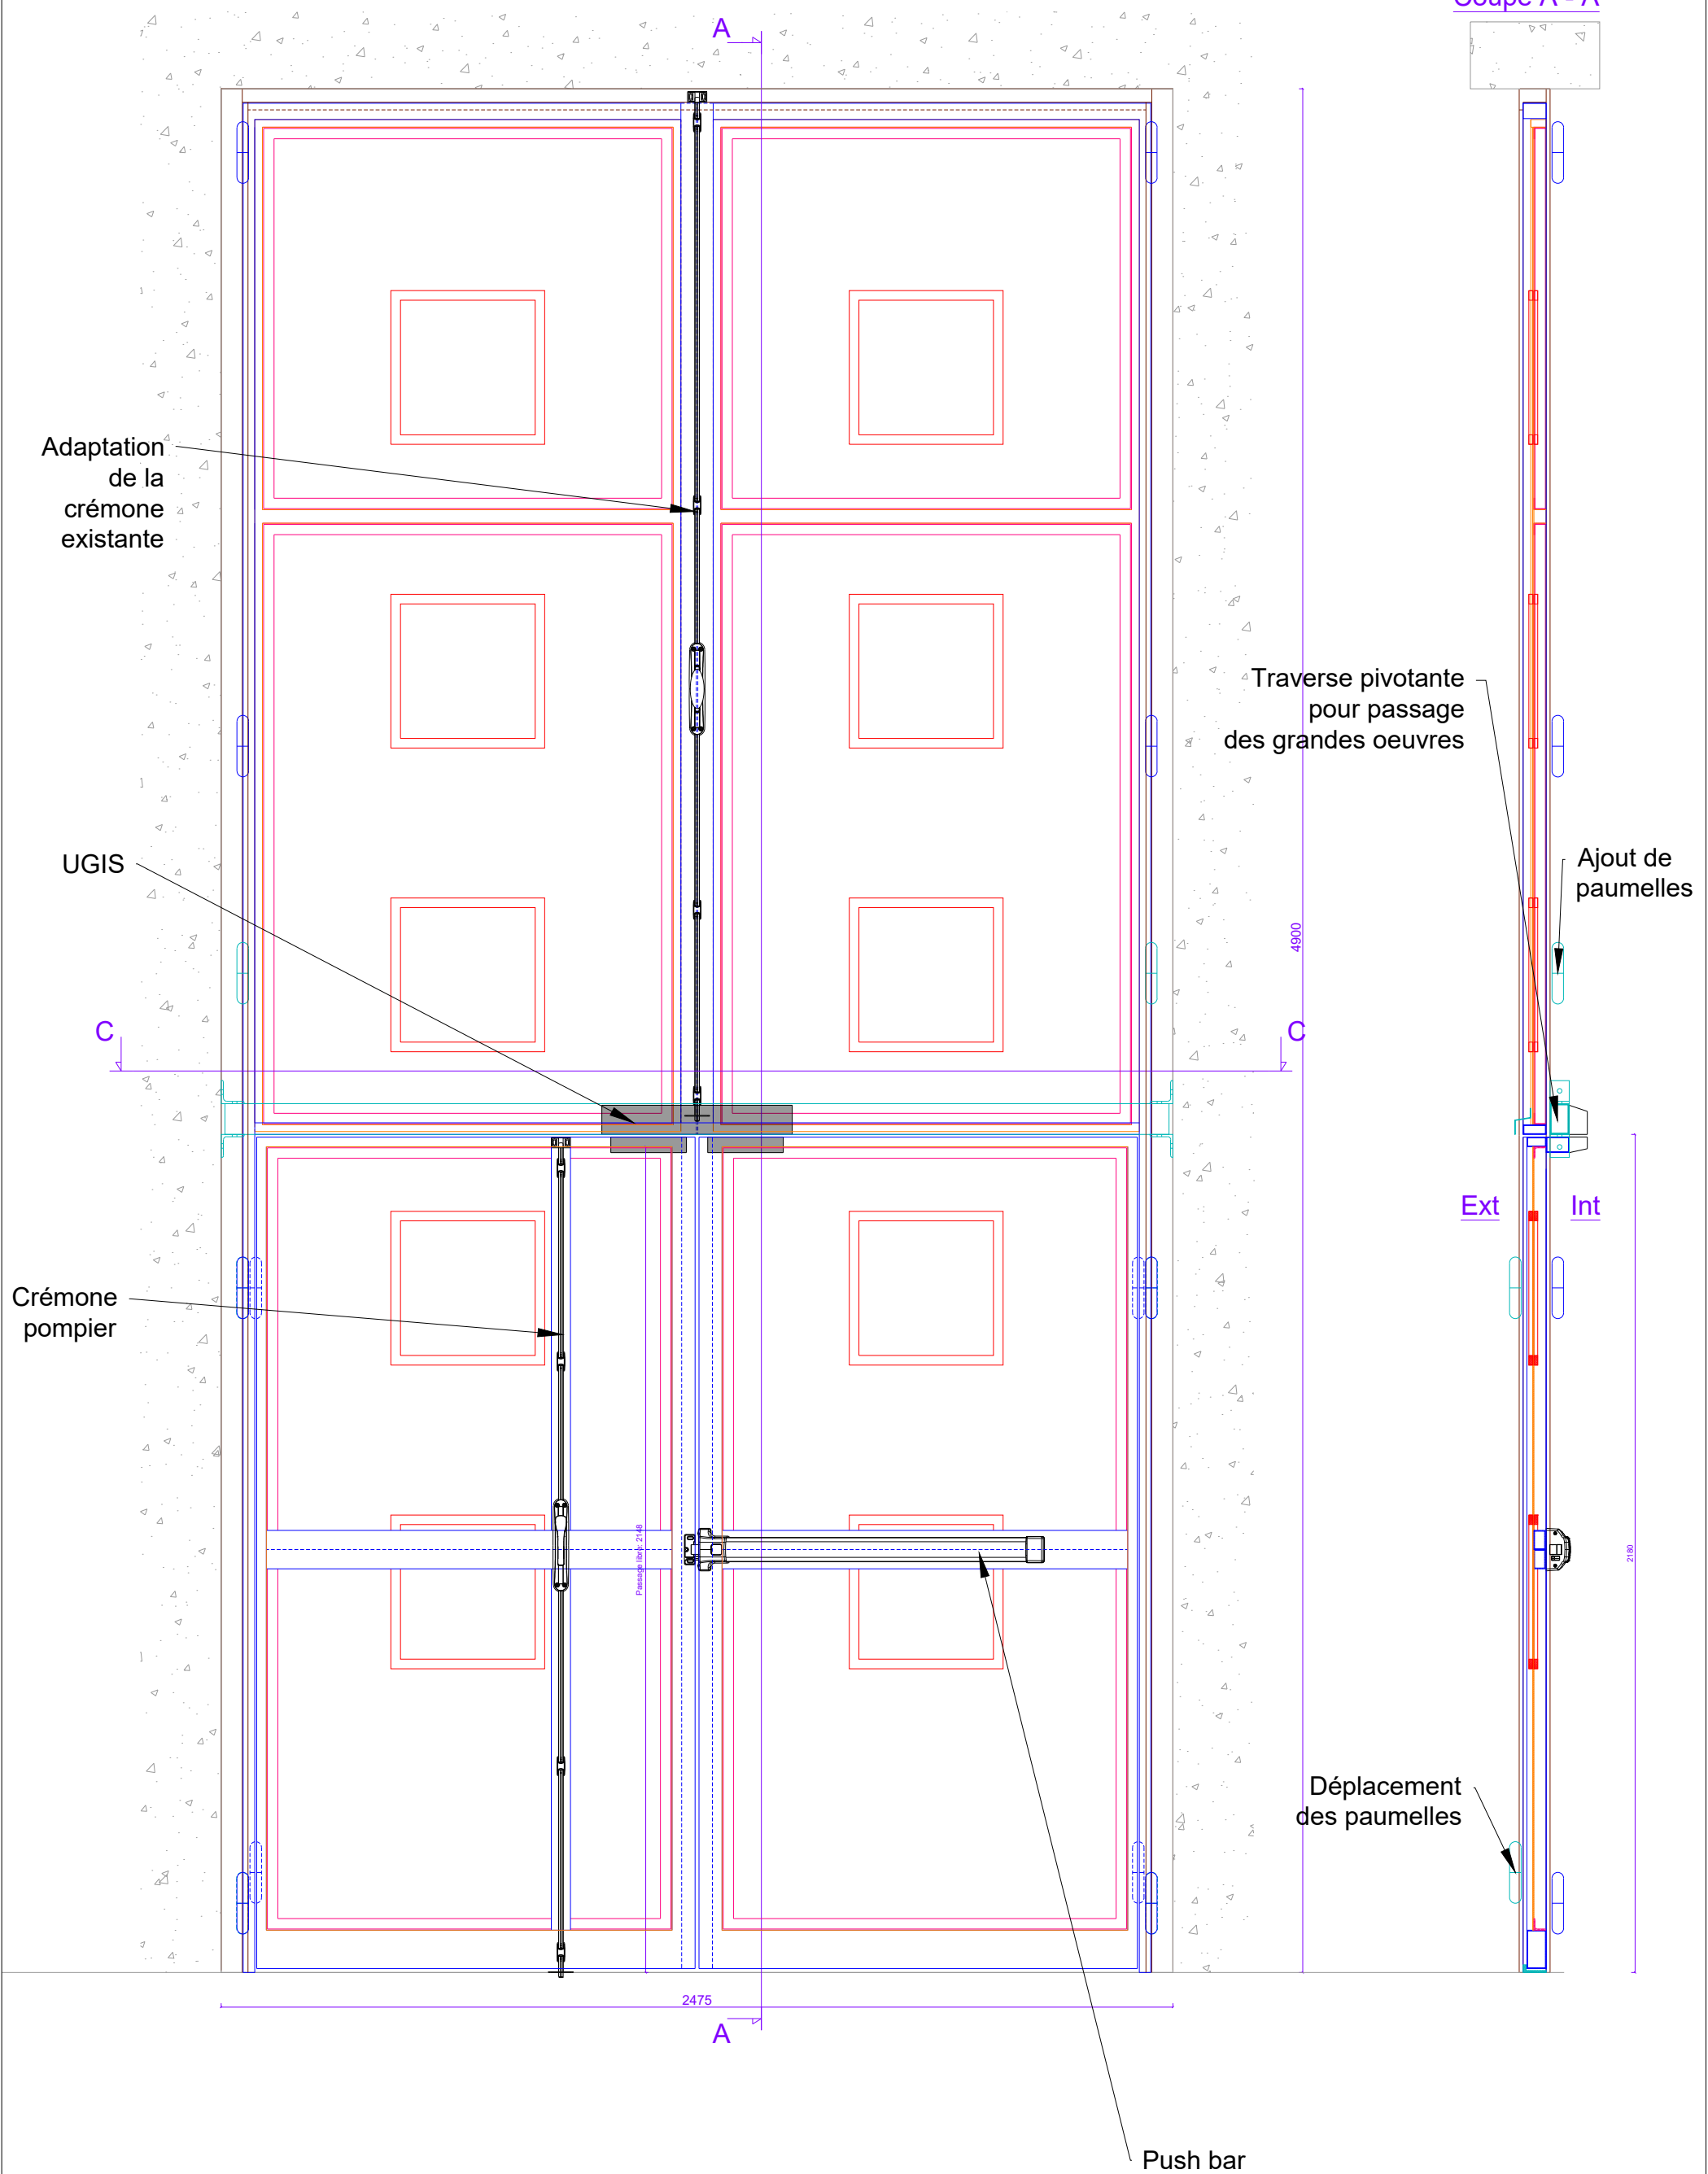 Coupe A - A
A
Adaptation
de la
crémone
existante
Traverse pivotante
pour passage
des grandes oeuvres
UGIS
Ajout de
paumelles
4900
C
C
Ext
Int
Crémone
pompier
Passage libre: 2148
2180
Déplacement
des paumelles
2475
A
Push bar